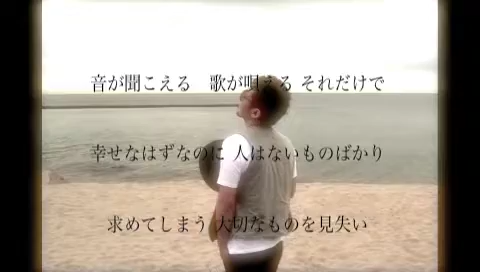 音が聞こえる　歌が唄える それだけで
幸せなはずなのに 人はないものばかり
求めてしまう 大切なものを見失い